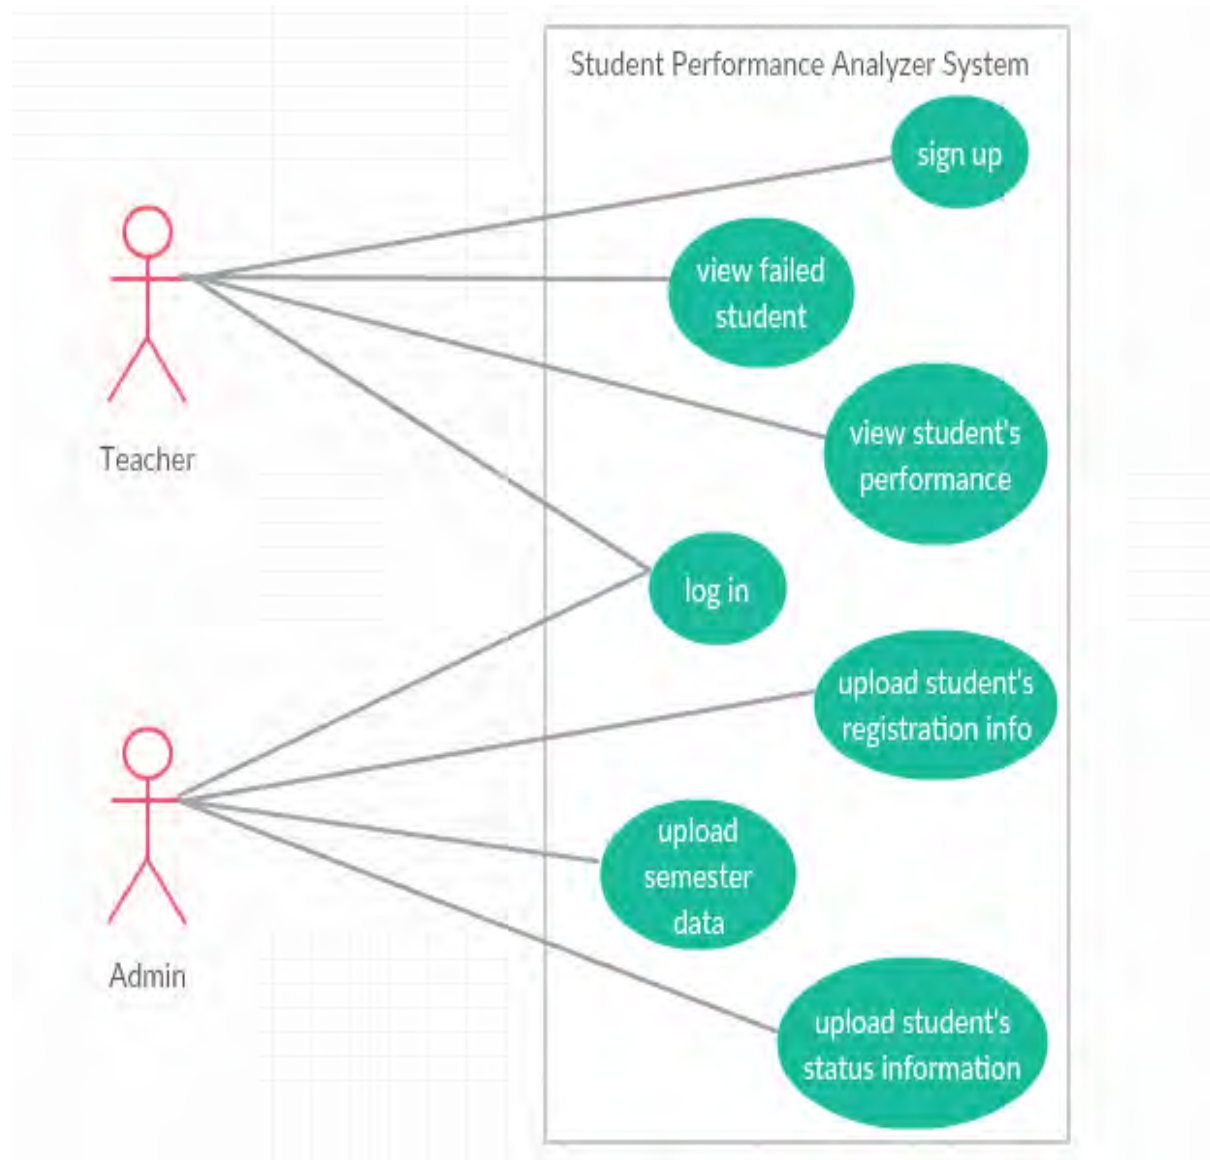 Student Performance Analyzer System
sign up
view failed
student
view student's
performance
Teacher
log in
upload student's
registration info
upload
semester
data
Admin
upload student's
status information